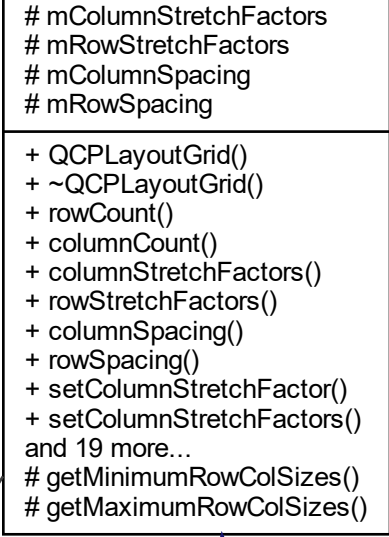 # mColumnStretchFactors
# mRowStretchFactors
# mColumnSpacing
# mRowSpacing
+ QCPLayoutGrid()
+ ~QCPLayoutGrid()
+ rowCount()
+ columnCount()
+ columnStretchFactors()
+ rowStretchFactors()
+ columnSpacing()
+ rowSpacing()
+ setColumnStretchFactor()
+ setColumnStretchFactors()
and 19 more...
# getMinimumRowColSizes()
# getMaximumRowColSizes()